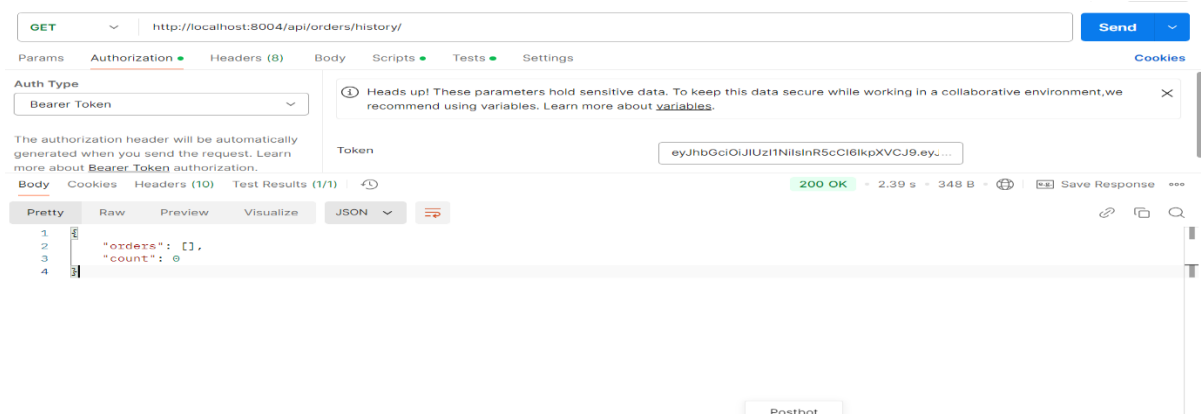 GET http://localhost:8004/api/orders/history/ Send
Params Authorization Headers (8) Body Scripts Tests Settings Cookies
Auth Type
Bearer Token
Heads up! These parameters hold sensitive data. To keep this data secure while working in a collaborative environment,we
recommend using variables. Learn more about variables.
The authorization header will be automatically
generated when you send the request. Learn
more about Bearer Token authorization.
Token eyJhbGciOiJIUzI1NiIsInR5cCI6IkpXVCJ9.eyJ...
Body Cookies Headers (10) Test Results (1/1) 200 OK 2.39 s 348 B e.g. Save Response
Pretty Raw Preview Visualize JSON
1 {
2 "orders": [],
3 "count": 0
4 }
Postbot